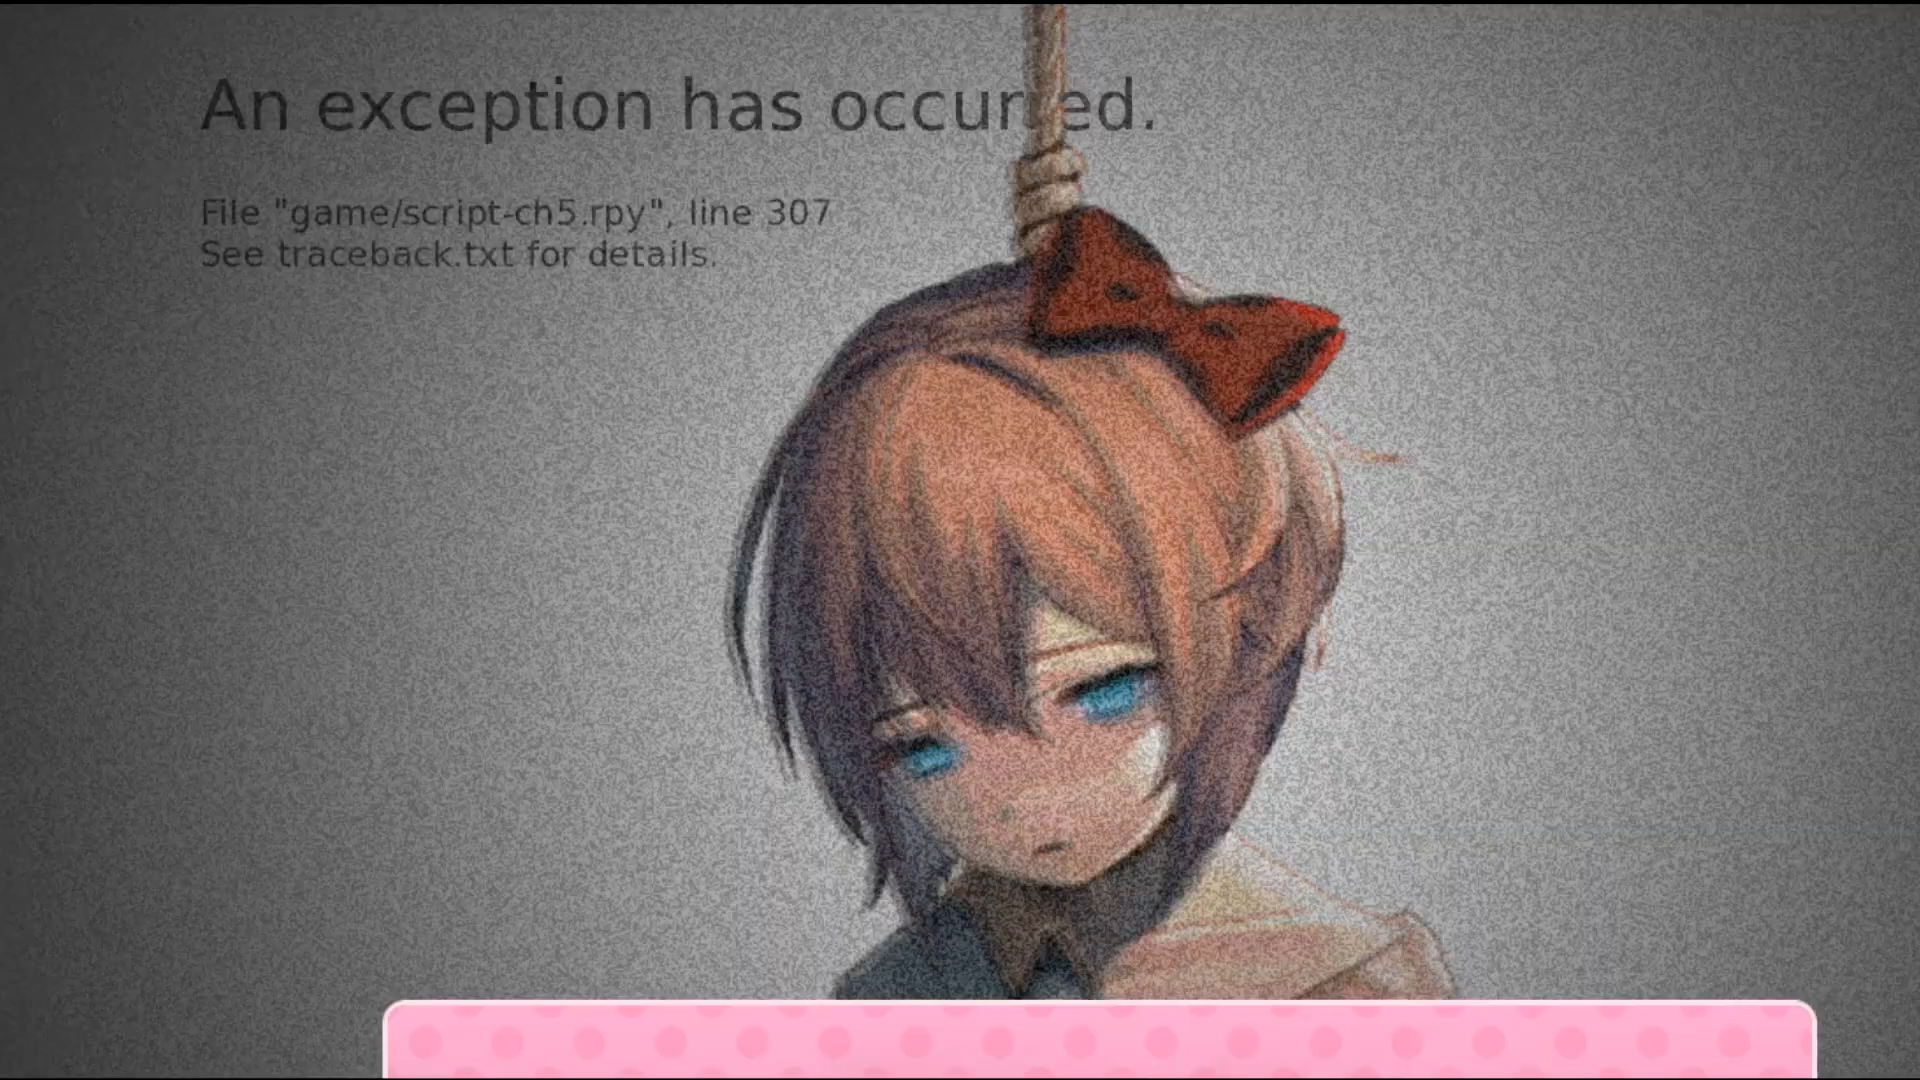 An exception has occurred.
File "game/script-ch5.rpy", line 307
See traceback.txt for details.